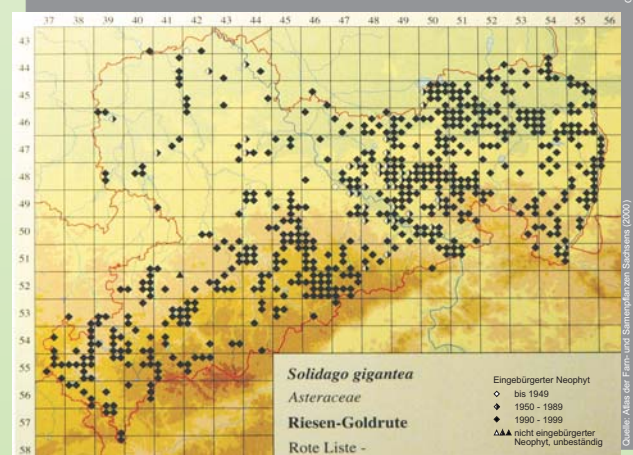 37 38 39 40 41 42 43 44 45 46 47 48 49 50 51 52 53 54 55 56
43
44
45
46
47
48
49
50
51
52
53
54
55
56
57
58
Solidago gigantea
Asteraceae
Riesen-Goldrute
Rote Liste -
Eingebürgerter Neophyt
bis 1949
1950 - 1989
1990 - 1999
nicht eingebürgerter
Neophyt, unbeständig
Quelle: Atlas der Farn- und Samenpflanzen Sachsens (2000)